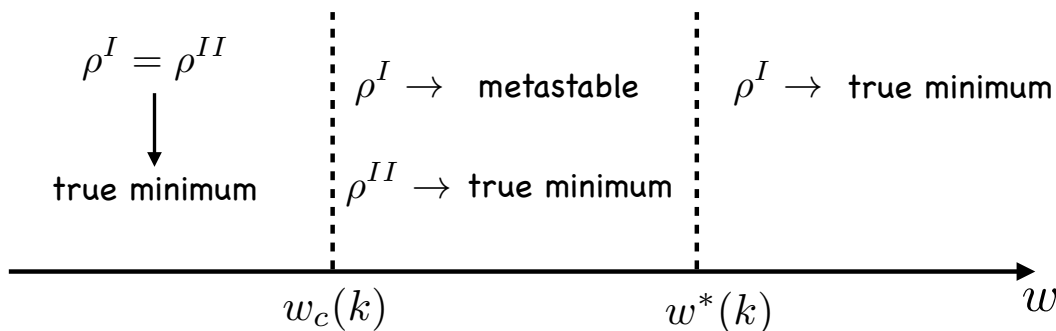 ρ^I = ρ^{II}
true minimum
ρ^I → metastable
ρ^{II} → true minimum
ρ^I → true minimum
w_c(k)
w^*(k)
w